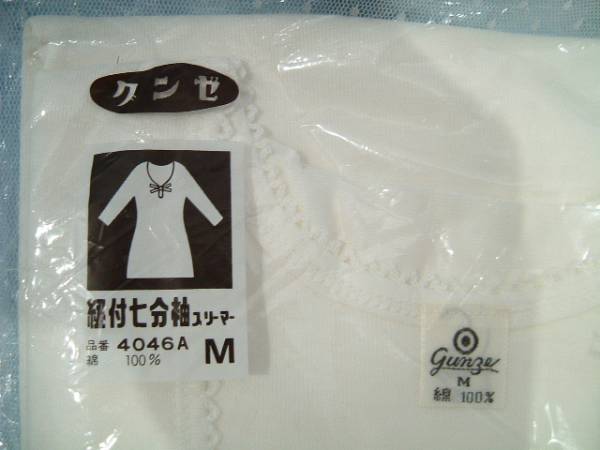 グンゼ
紐付七分袖スリーマー
品番 4046A
綿 100%
M
gunze
M
綿 100%